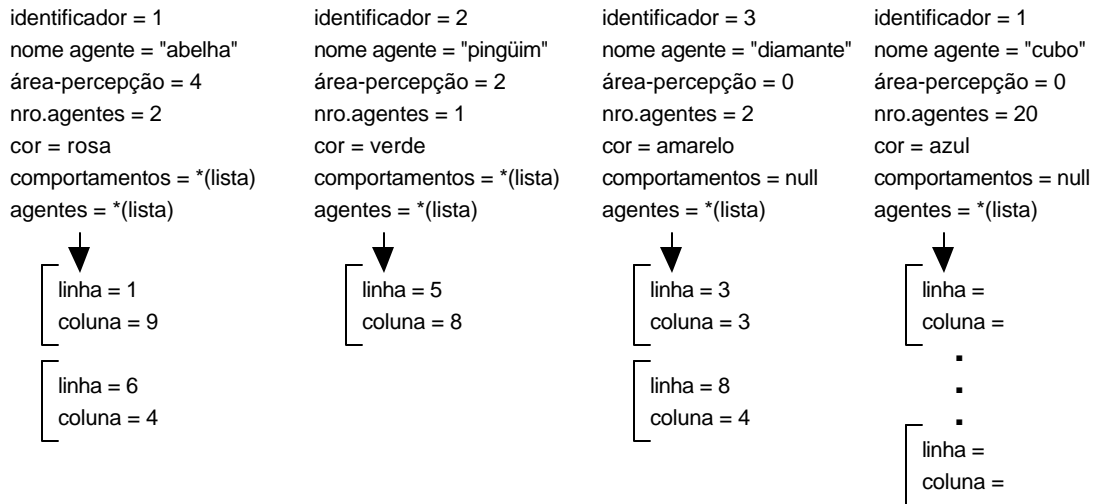 identificador = 1
nome agente = "abelha"
área-percepção = 4
nro.agentes = 2
cor = rosa
comportamentos = *(lista)
agentes = *(lista)
linha = 1
coluna = 9
linha = 6
coluna = 4
identificador = 2
nome agente = "pingüim"
área-percepção = 2
nro.agentes = 1
cor = verde
comportamentos = *(lista)
agentes = *(lista)
linha = 5
coluna = 8
identificador = 3
nome agente = "diamante"
área-percepção = 0
nro.agentes = 2
cor = amarelo
comportamentos = null
agentes = *(lista)
linha = 3
coluna = 3
linha = 8
coluna = 4
identificador = 1
nome agente = "cubo"
área-percepção = 0
nro.agentes = 20
cor = azul
comportamentos = null
agentes = *(lista)
linha =
coluna =
linha =
coluna =